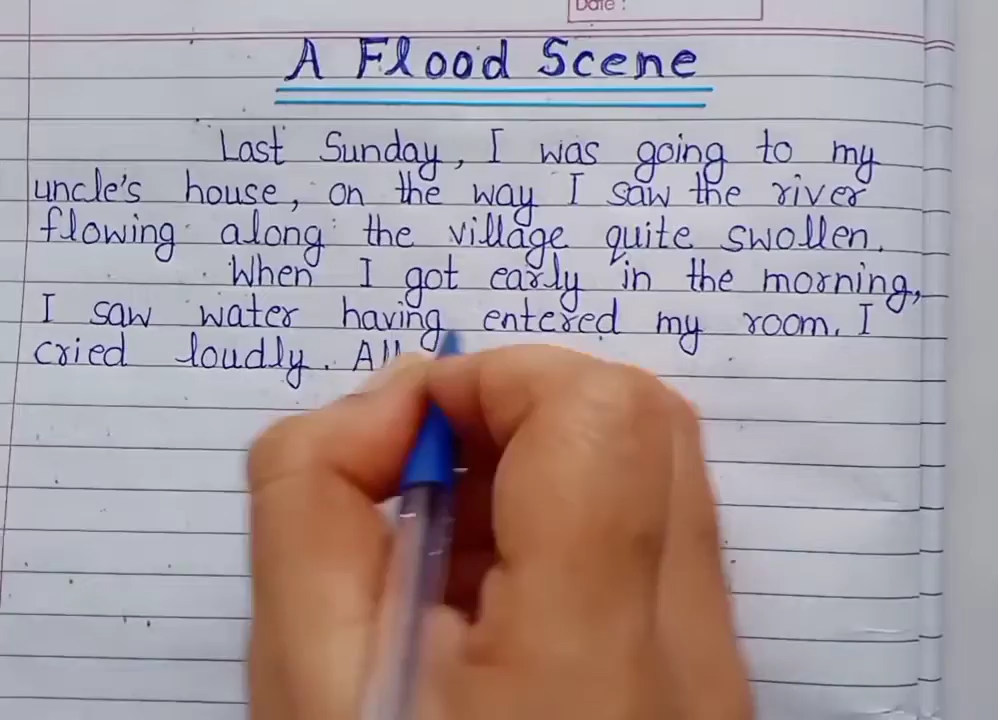 Date :
A Flood Scene
Last Sunday, I was going to my
uncle's house, on the way I saw the river
flowing along the village quite swollen.
When I got early in the morning,
I saw water having entered my room. I
cried loudly. All